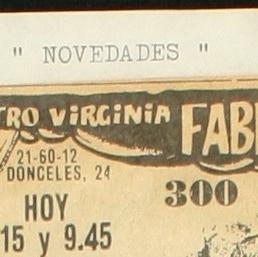 " NOVEDADES "
TRO ViRGiNiA FAB
21-60-12
DONCELES, 24
300
HOY
15 y 9.45